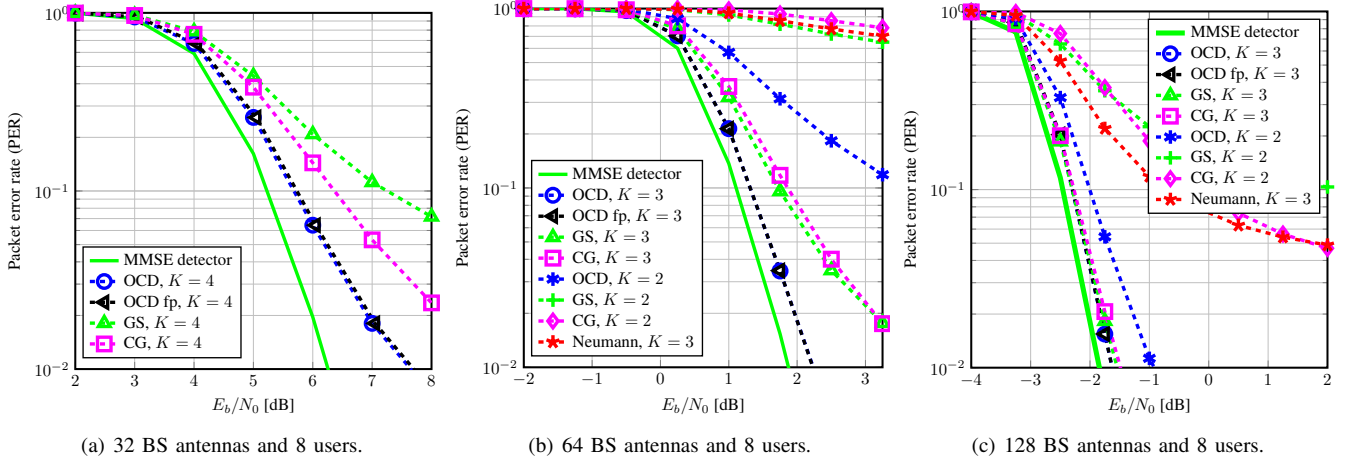 Packet error rate (PER)
10^0
10^−1
10^−2
2 3 4 5 6 7 8
E_b/N_0 [dB]
MMSE detector
OCD, K = 4
OCD fp, K = 4
GS, K = 4
CG, K = 4
(a) 32 BS antennas and 8 users.
Packet error rate (PER)
10^0
10^−1
10^−2
−2 −1 0 1 2 3
E_b/N_0 [dB]
MMSE detector
OCD, K = 3
OCD fp, K = 3
GS, K = 3
CG, K = 3
OCD, K = 2
GS, K = 2
CG, K = 2
Neumann, K = 3
(b) 64 BS antennas and 8 users.
Packet error rate (PER)
10^0
10^−1
10^−2
−4 −3 −2 −1 0 1 2
E_b/N_0 [dB]
MMSE detector
OCD, K = 3
OCD fp, K = 3
GS, K = 3
CG, K = 3
OCD, K = 2
GS, K = 2
CG, K = 2
Neumann, K = 3
(c) 128 BS antennas and 8 users.